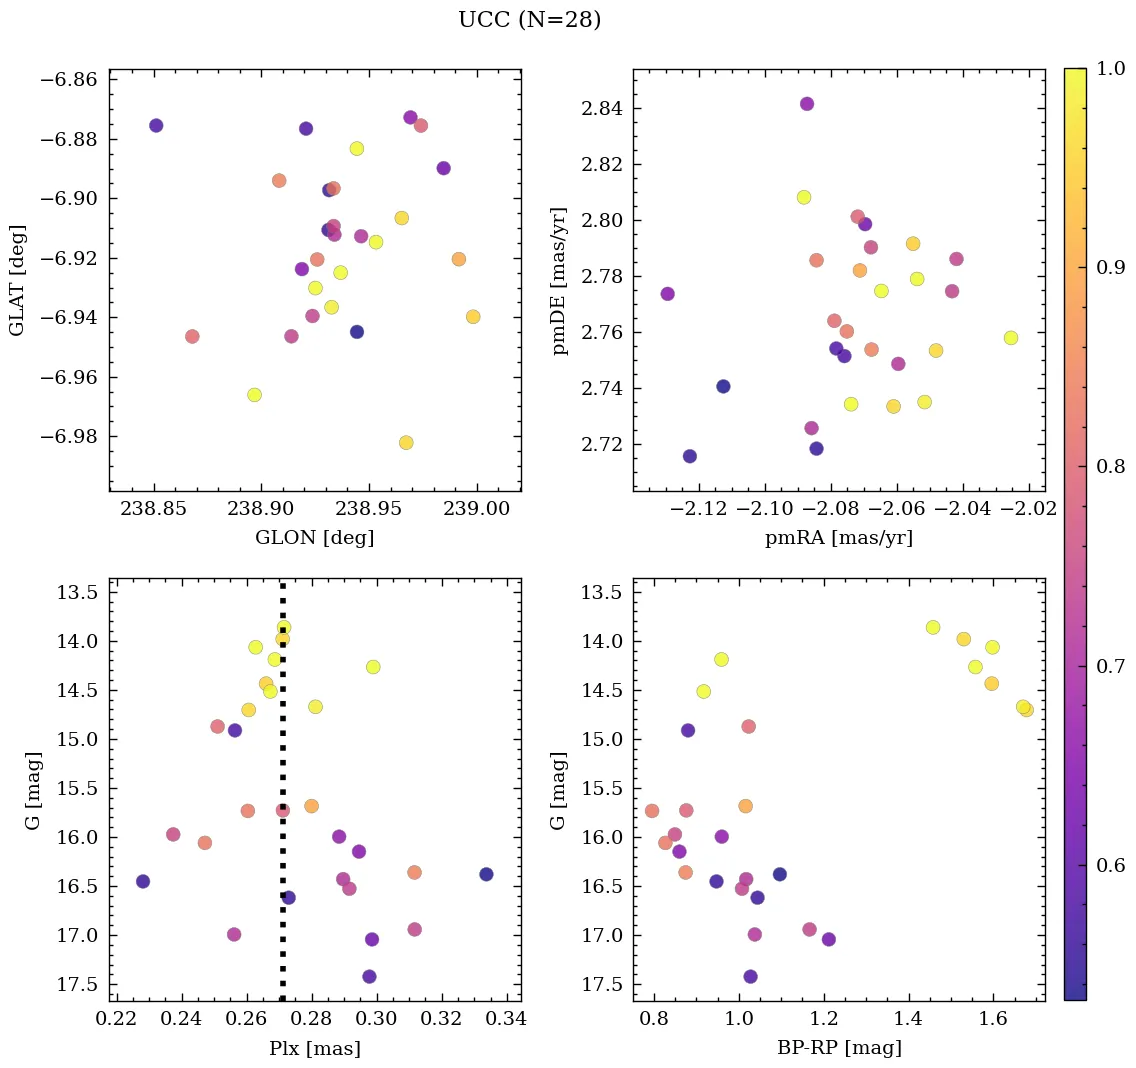 UCC (N=28)
−6.86
−6.88
−6.90
−6.92
−6.94
−6.96
−6.98
GLAT [deg]
238.85 238.90 238.95 239.00
GLON [deg]
2.84
2.82
2.80
2.78
2.76
2.74
2.72
pmDE [mas/yr]
−2.12 −2.10 −2.08 −2.06 −2.04 −2.02
pmRA [mas/yr]
13.5
14.0
14.5
15.0
15.5
16.0
16.5
17.0
17.5
G [mag]
0.22 0.24 0.26 0.28 0.30 0.32 0.34
Plx [mas]
13.5
14.0
14.5
15.0
15.5
16.0
16.5
17.0
17.5
G [mag]
0.8 1.0 1.2 1.4 1.6
BP-RP [mag]
1.0
0.9
0.8
0.7
0.6